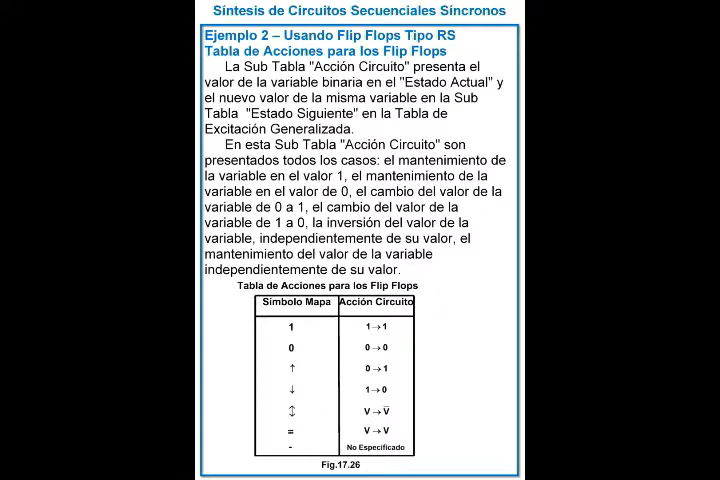 Síntesis de Circuitos Secuenciales Síncronos
Ejemplo 2 – Usando Flip Flops Tipo RS
Tabla de Acciones para los Flip Flops
La Sub Tabla "Acción Circuito" presenta el
valor de la variable binaria en el "Estado Actual" y
el nuevo valor de la misma variable en la Sub
Tabla "Estado Siguiente" en la Tabla de
Excitación Generalizada.
En esta Sub Tabla "Acción Circuito" son
presentados todos los casos: el mantenimiento de
la variable en el valor 1, el mantenimiento de la
variable en el valor de 0, el cambio del valor de la
variable de 0 a 1, el cambio del valor de la
variable de 1 a 0, la inversión del valor de la
variable, independientemente de su valor, el
mantenimiento del valor de la variable
independientemente de su valor.
Tabla de Acciones para los Flip Flops
Símbolo Mapa Acción Circuito
1 1 → 1
0 0 → 0
↑ 0 → 1
↓ 1 → 0
↕ V → V̅
= V → V
- No Especificado
Fig.17.26